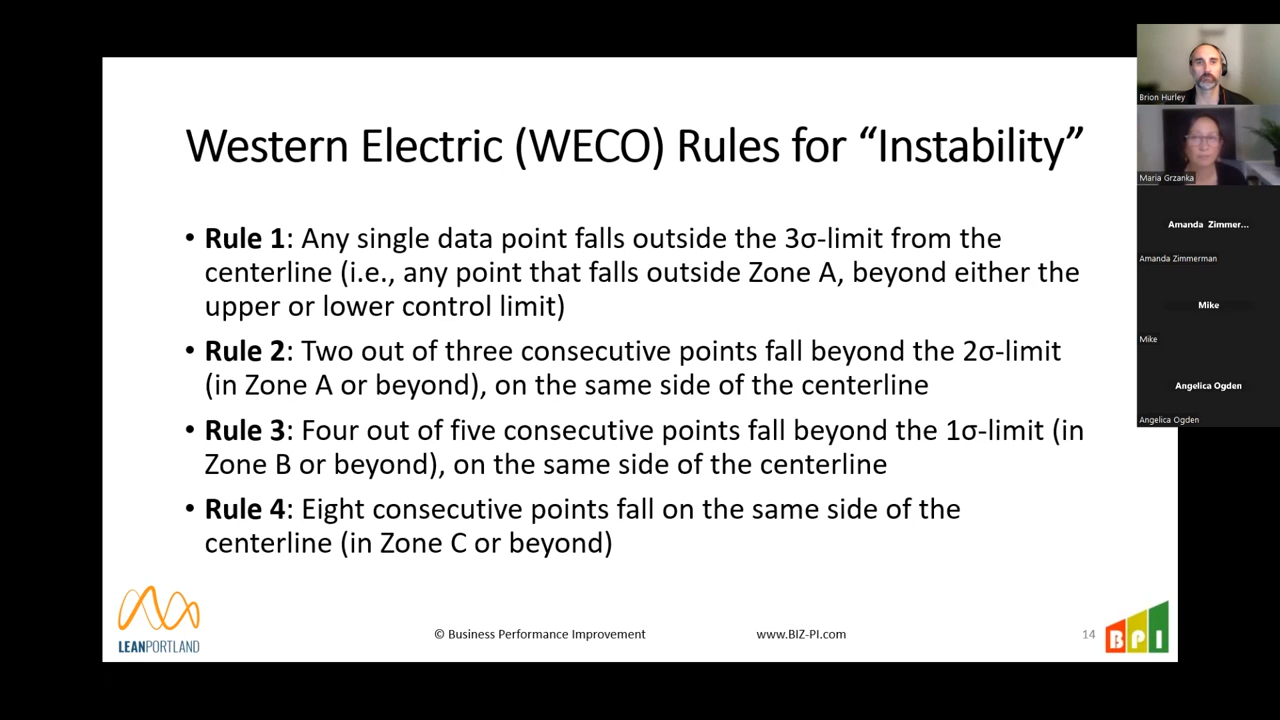 Western Electric (WECO) Rules for “Instability”
• Rule 1: Any single data point falls outside the 3σ-limit from the
centerline (i.e., any point that falls outside Zone A, beyond either the
upper or lower control limit)
• Rule 2: Two out of three consecutive points fall beyond the 2σ-limit
(in Zone A or beyond), on the same side of the centerline
• Rule 3: Four out of five consecutive points fall beyond the 1σ-limit (in
Zone B or beyond), on the same side of the centerline
• Rule 4: Eight consecutive points fall on the same side of the
centerline (in Zone C or beyond)
LEANPORTLAND
© Business Performance Improvement
www.BIZ-PI.com
14
BPI
Brion Hurley
Maria Grzanka
Amanda Zimmer...
Amanda Zimmerman
Mike
Mike
Angelica Ogden
Angelica Ogden